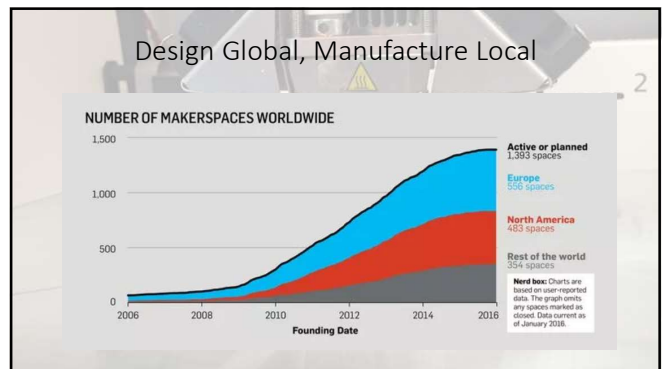 Design Global, Manufacture Local
2
NUMBER OF MAKERSPACES WORLDWIDE
1,500
1,000
500
0
2006
2008
2010
2012
2014
2016
Founding Date
Active or planned
1,393 spaces
Europe
556 spaces
North America
483 spaces
Rest of the world
354 spaces
Nerd box: Charts are
based on user-reported
data. The graph omits
any spaces marked as
closed. Data current as
of January 2016.